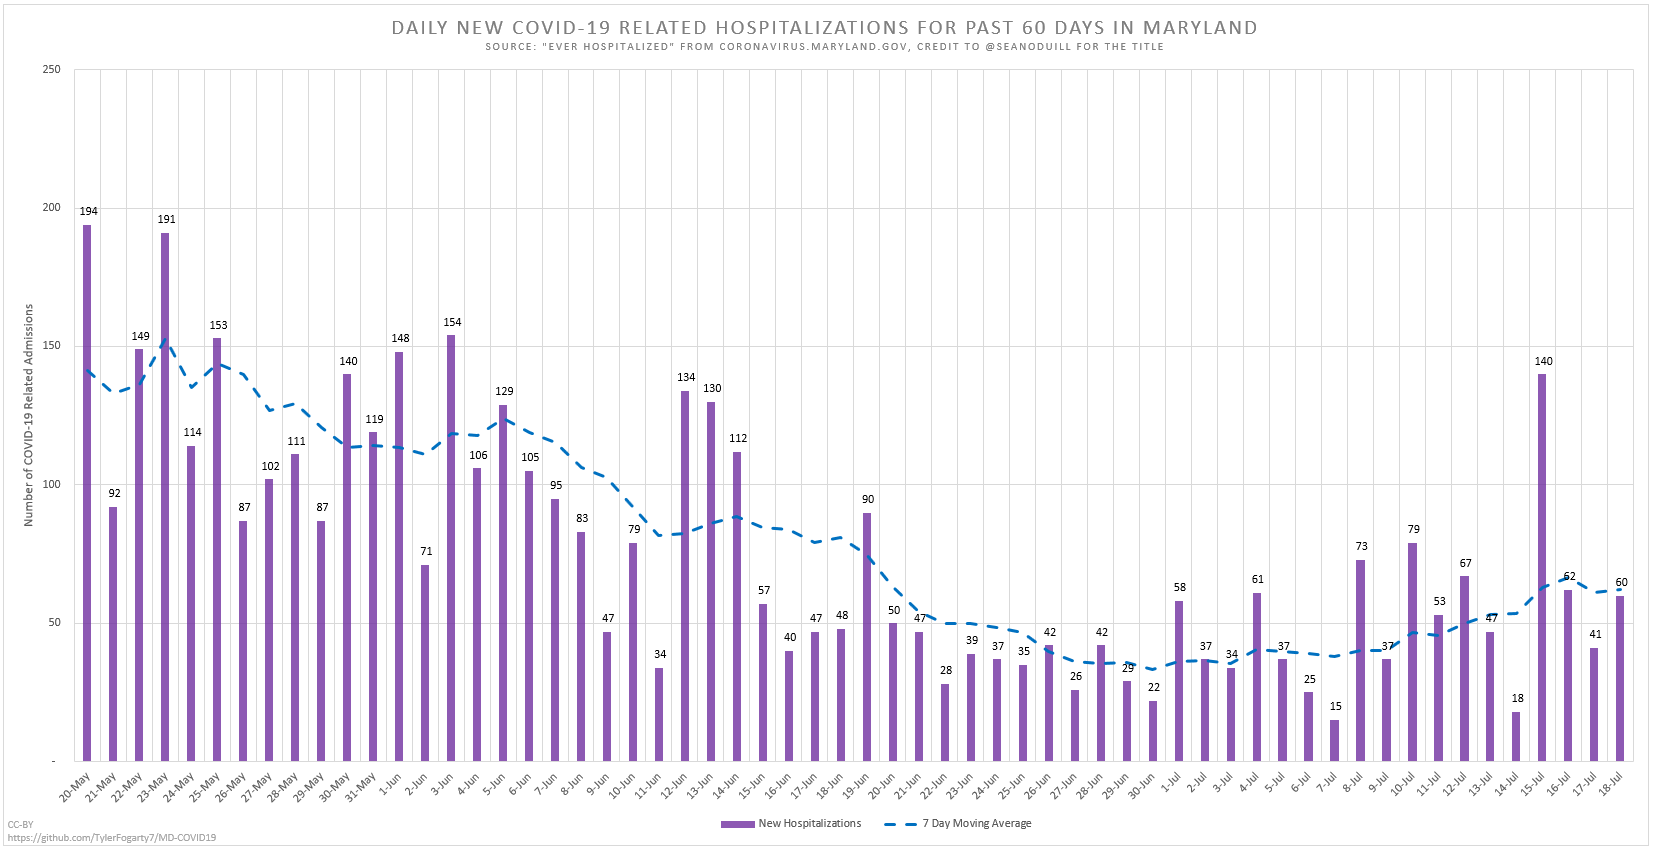 DAILY NEW COVID-19 RELATED HOSPITALIZATIONS FOR PAST 60 DAYS IN MARYLAND
SOURCE: "EVER HOSPITALIZED" FROM CORONAVIRUS.MARYLAND.GOV, CREDIT TO @SEANODUILL FOR THE TITLE
Number of COVID-19 Related Admissions
250
200
150
100
50
-
194
92
149
191
114
153
87
102
111
87
140
119
148
71
154
106
129
105
95
83
47
79
34
134
130
112
57
40
47
48
90
50
47
28
39
37
35
42
26
42
29
22
58
37
34
61
37
25
15
73
37
79
53
67
47
18
140
62
41
60
20-May
21-May
22-May
23-May
24-May
25-May
26-May
27-May
28-May
29-May
30-May
31-May
1-Jun
2-Jun
3-Jun
4-Jun
5-Jun
6-Jun
7-Jun
8-Jun
9-Jun
10-Jun
11-Jun
12-Jun
13-Jun
14-Jun
15-Jun
16-Jun
17-Jun
18-Jun
19-Jun
20-Jun
21-Jun
22-Jun
23-Jun
24-Jun
25-Jun
26-Jun
27-Jun
28-Jun
29-Jun
30-Jun
1-Jul
2-Jul
3-Jul
4-Jul
5-Jul
6-Jul
7-Jul
8-Jul
9-Jul
10-Jul
11-Jul
12-Jul
13-Jul
14-Jul
15-Jul
16-Jul
17-Jul
18-Jul
New Hospitalizations
7 Day Moving Average
CC-BY
https://github.com/TylerFogarty7/MD-COVID19